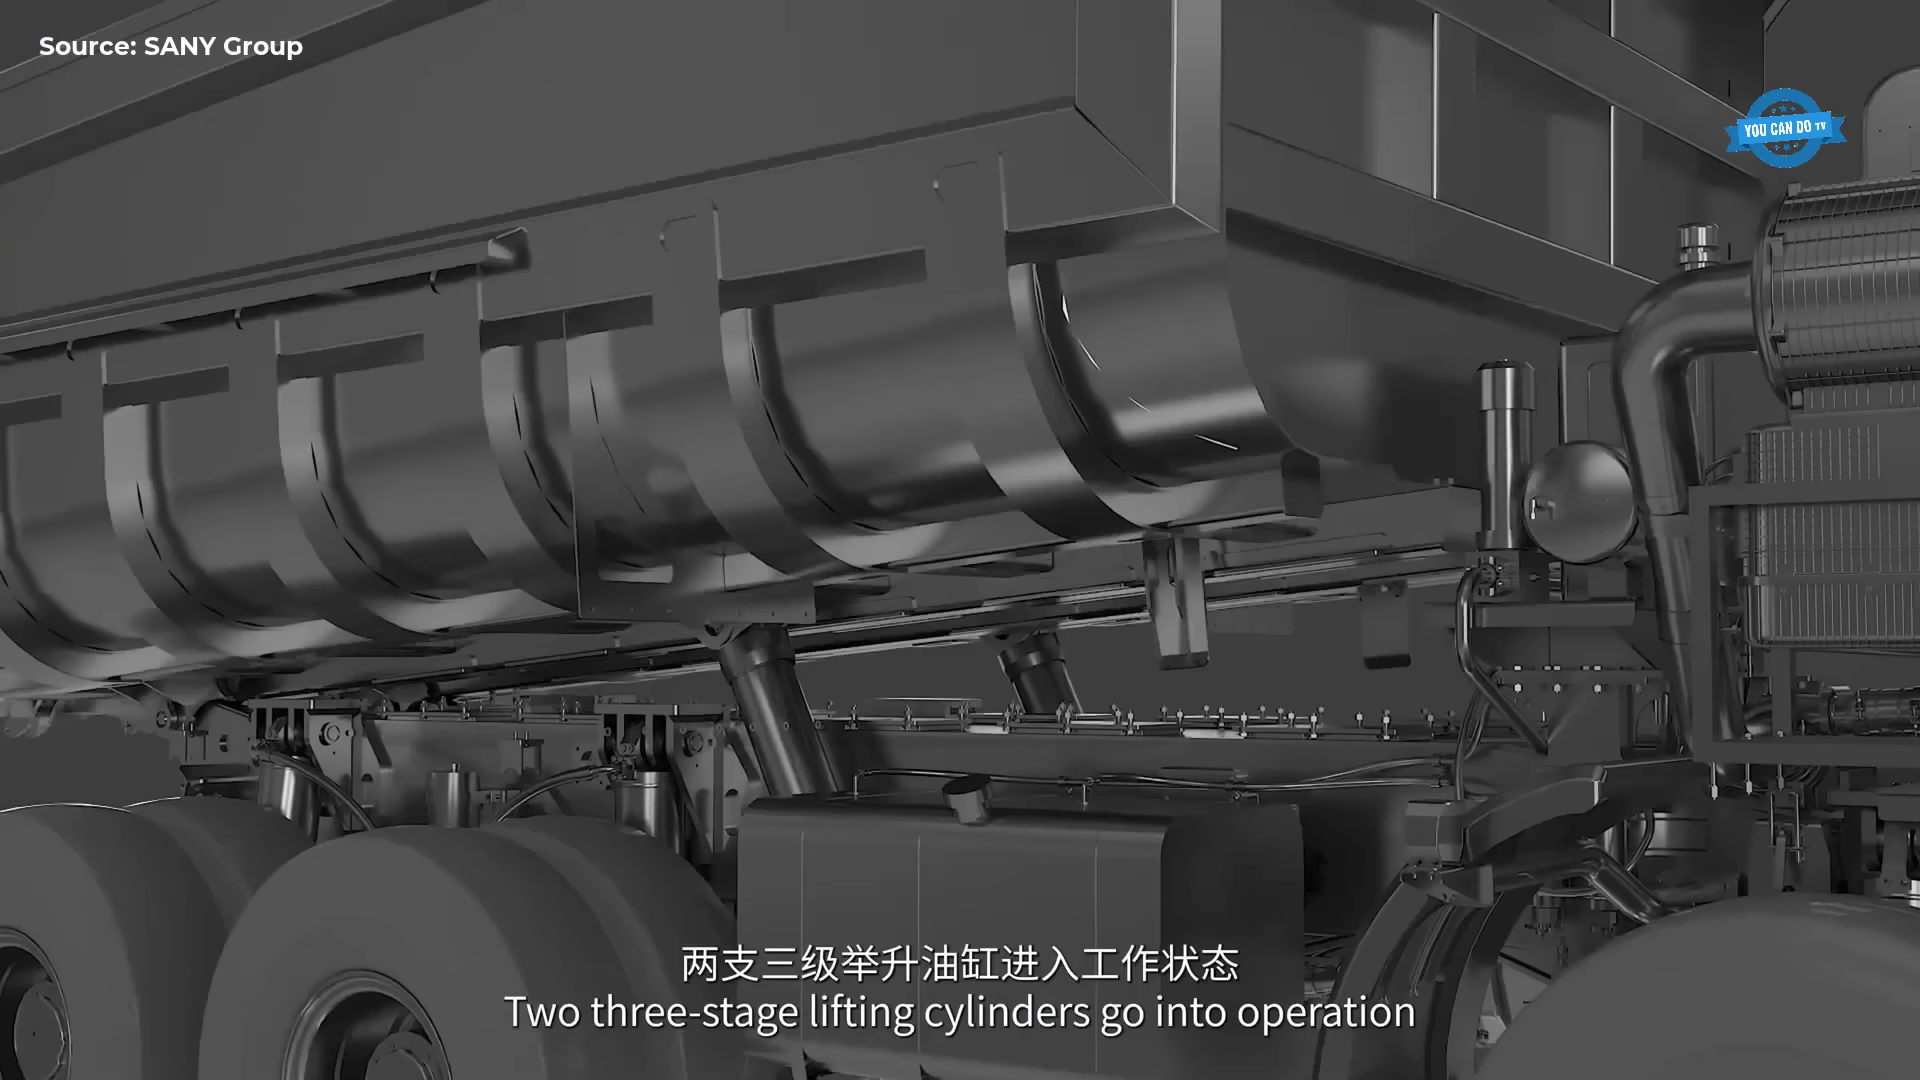 Source: SANY Group
YOU CAN DO TV
两支三级举升油缸进入工作状态
Two three-stage lifting cylinders go into operation